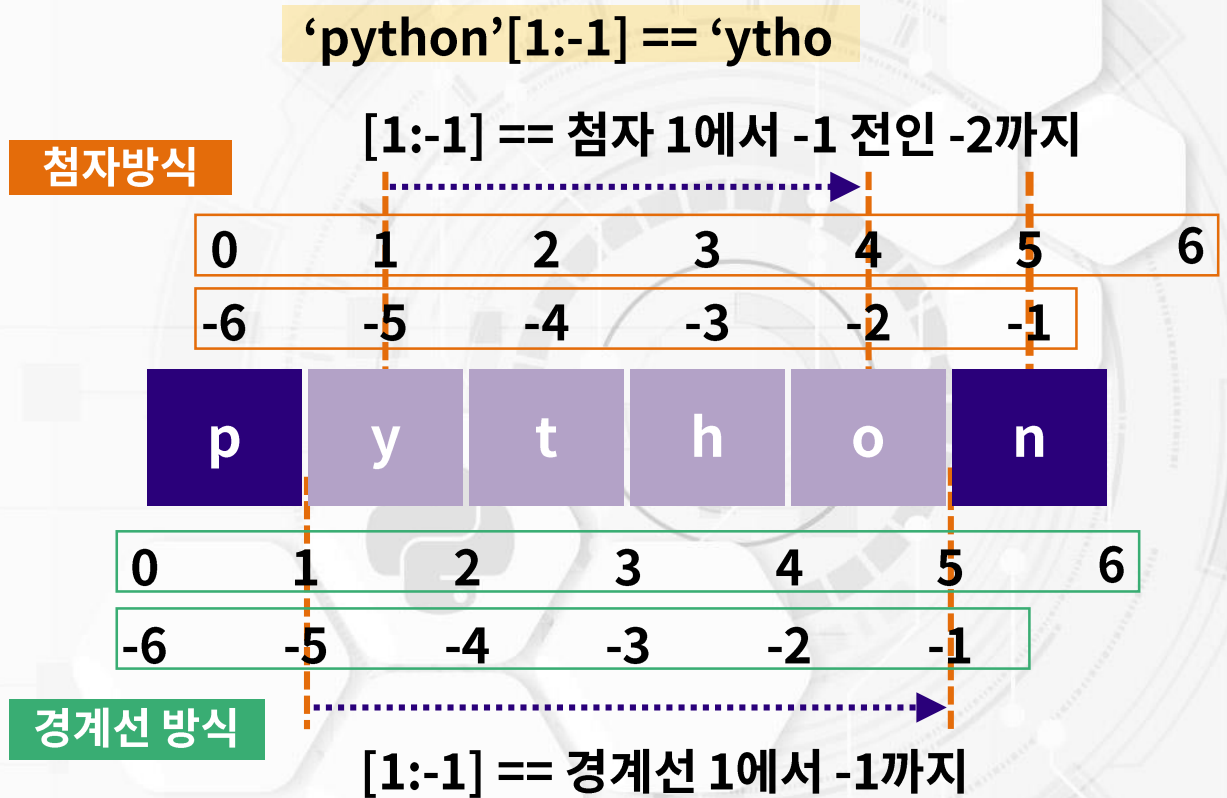 ‘python’[1:-1] == ‘ytho
[1:-1] == 첨자 1에서 -1 전인 -2까지
첨자방식
0 1 2 3 4 5 6
-6 -5 -4 -3 -2 -1
p y t h o n
0 1 2 3 4 5 6
-6 -5 -4 -3 -2 -1
경계선 방식
[1:-1] == 경계선 1에서 -1까지